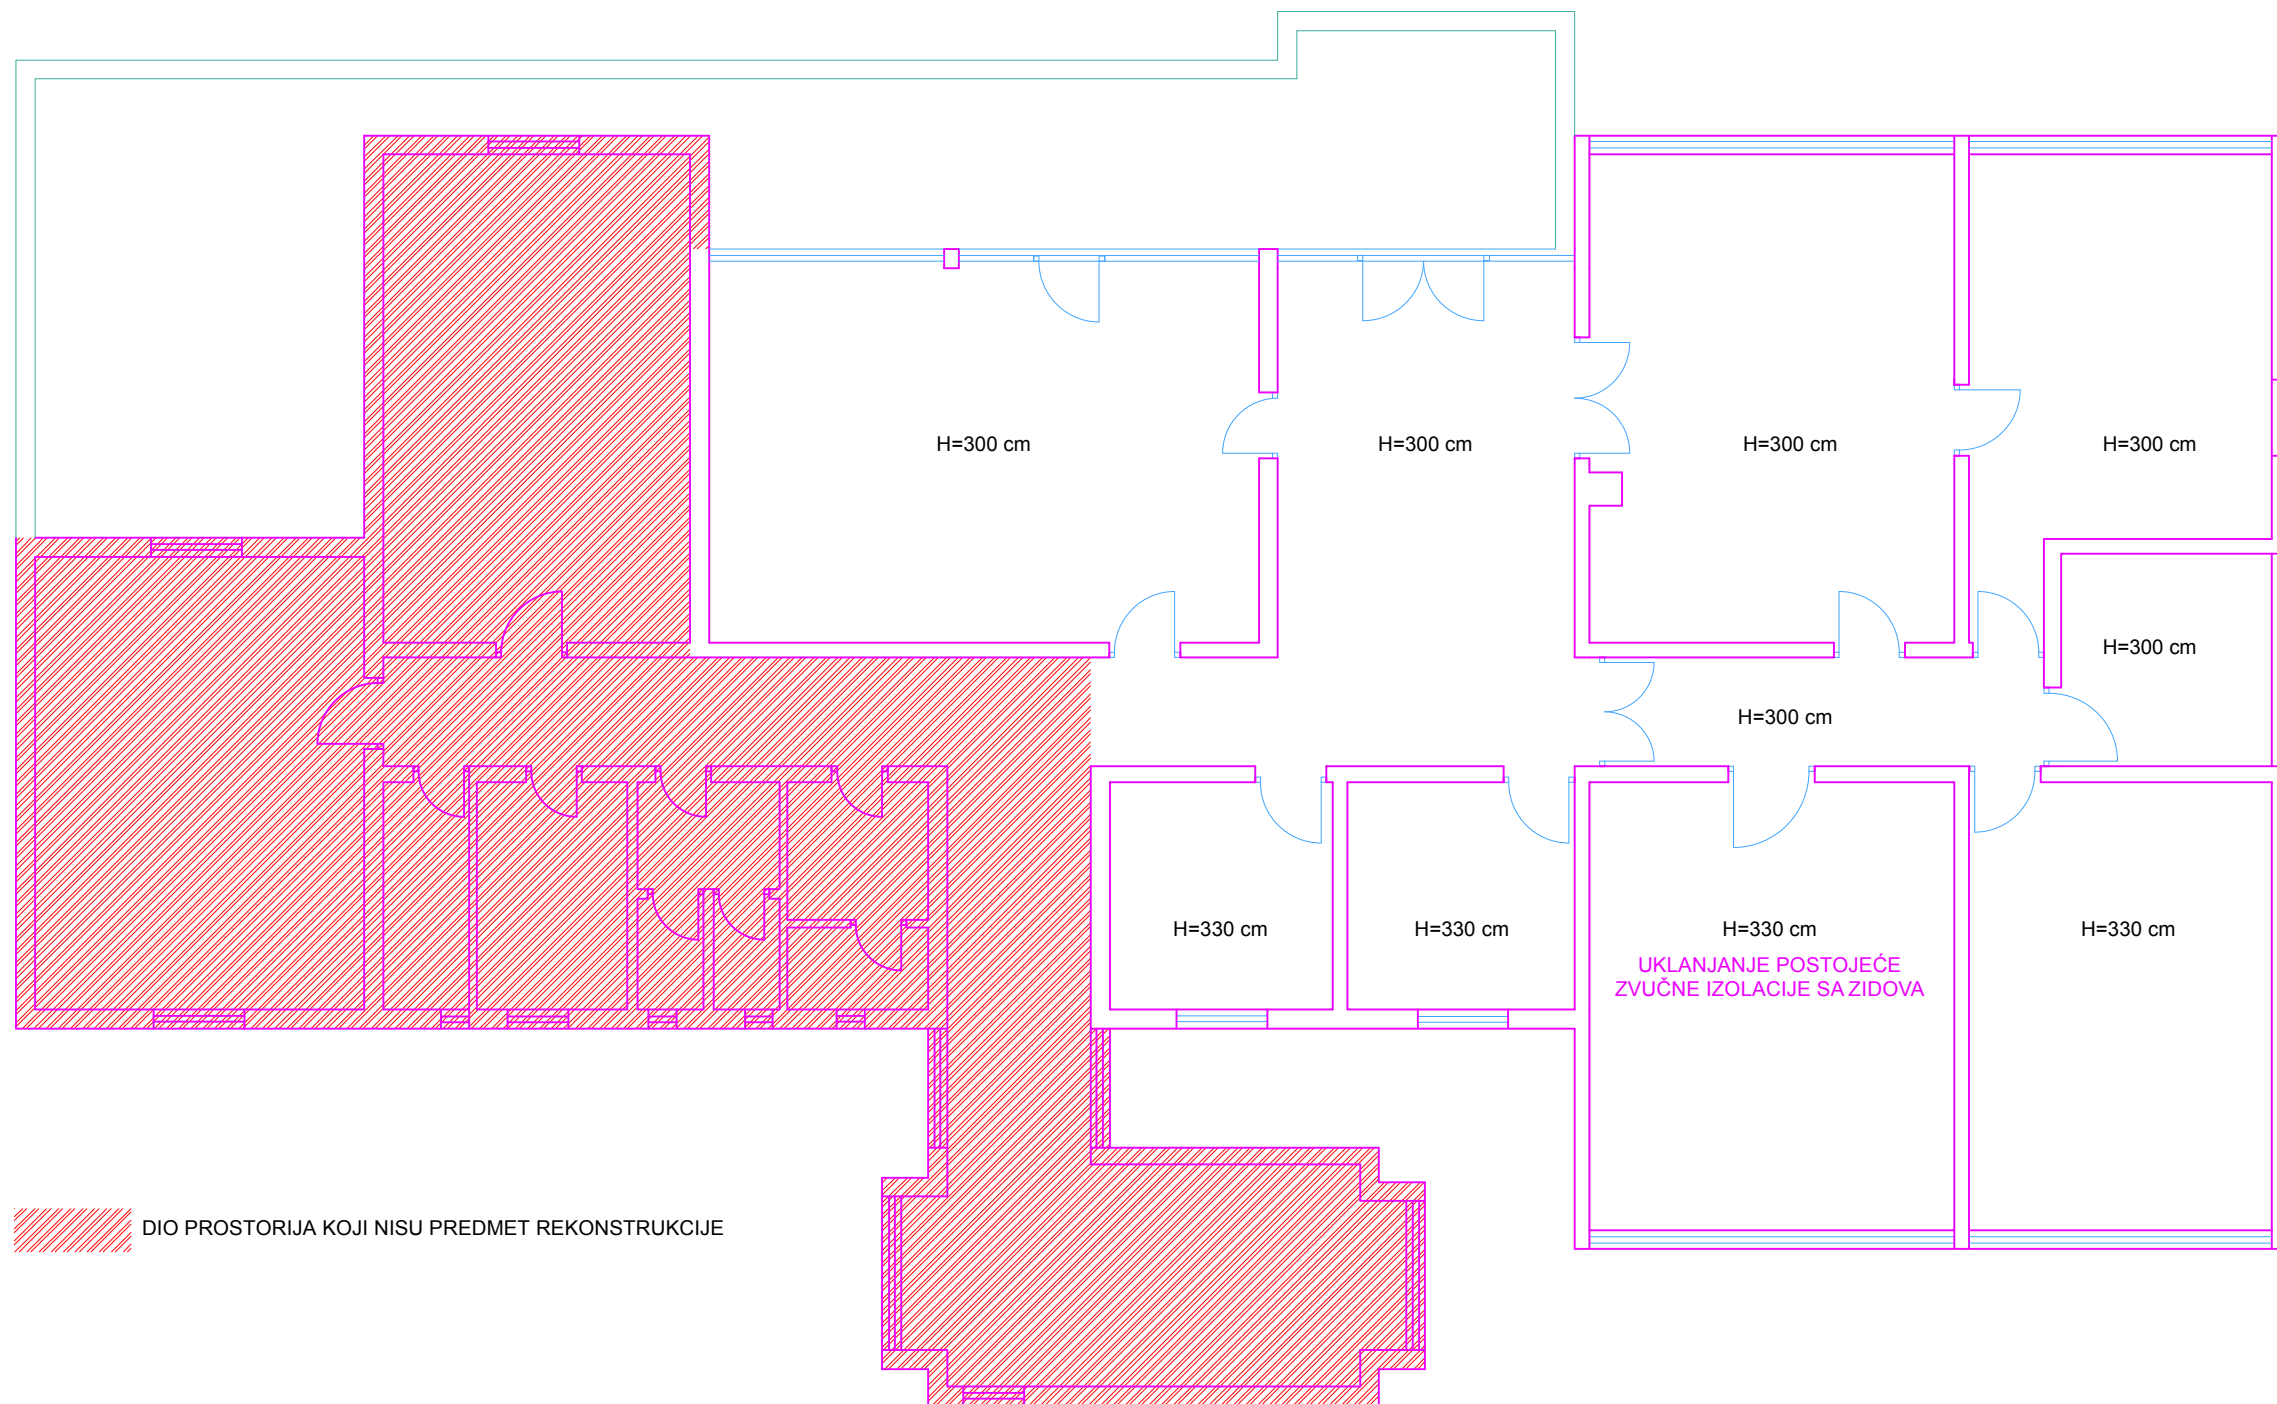 H=300 cm
H=300 cm
H=300 cm
H=300 cm
H=300 cm
H=300 cm
H=330 cm
H=330 cm
H=330 cm
H=330 cm
UKLANJANJE POSTOJEĆE
ZVUČNE IZOLACIJE SA ZIDOVA
DIO PROSTORIJA KOJI NISU PREDMET REKONSTRUKCIJE